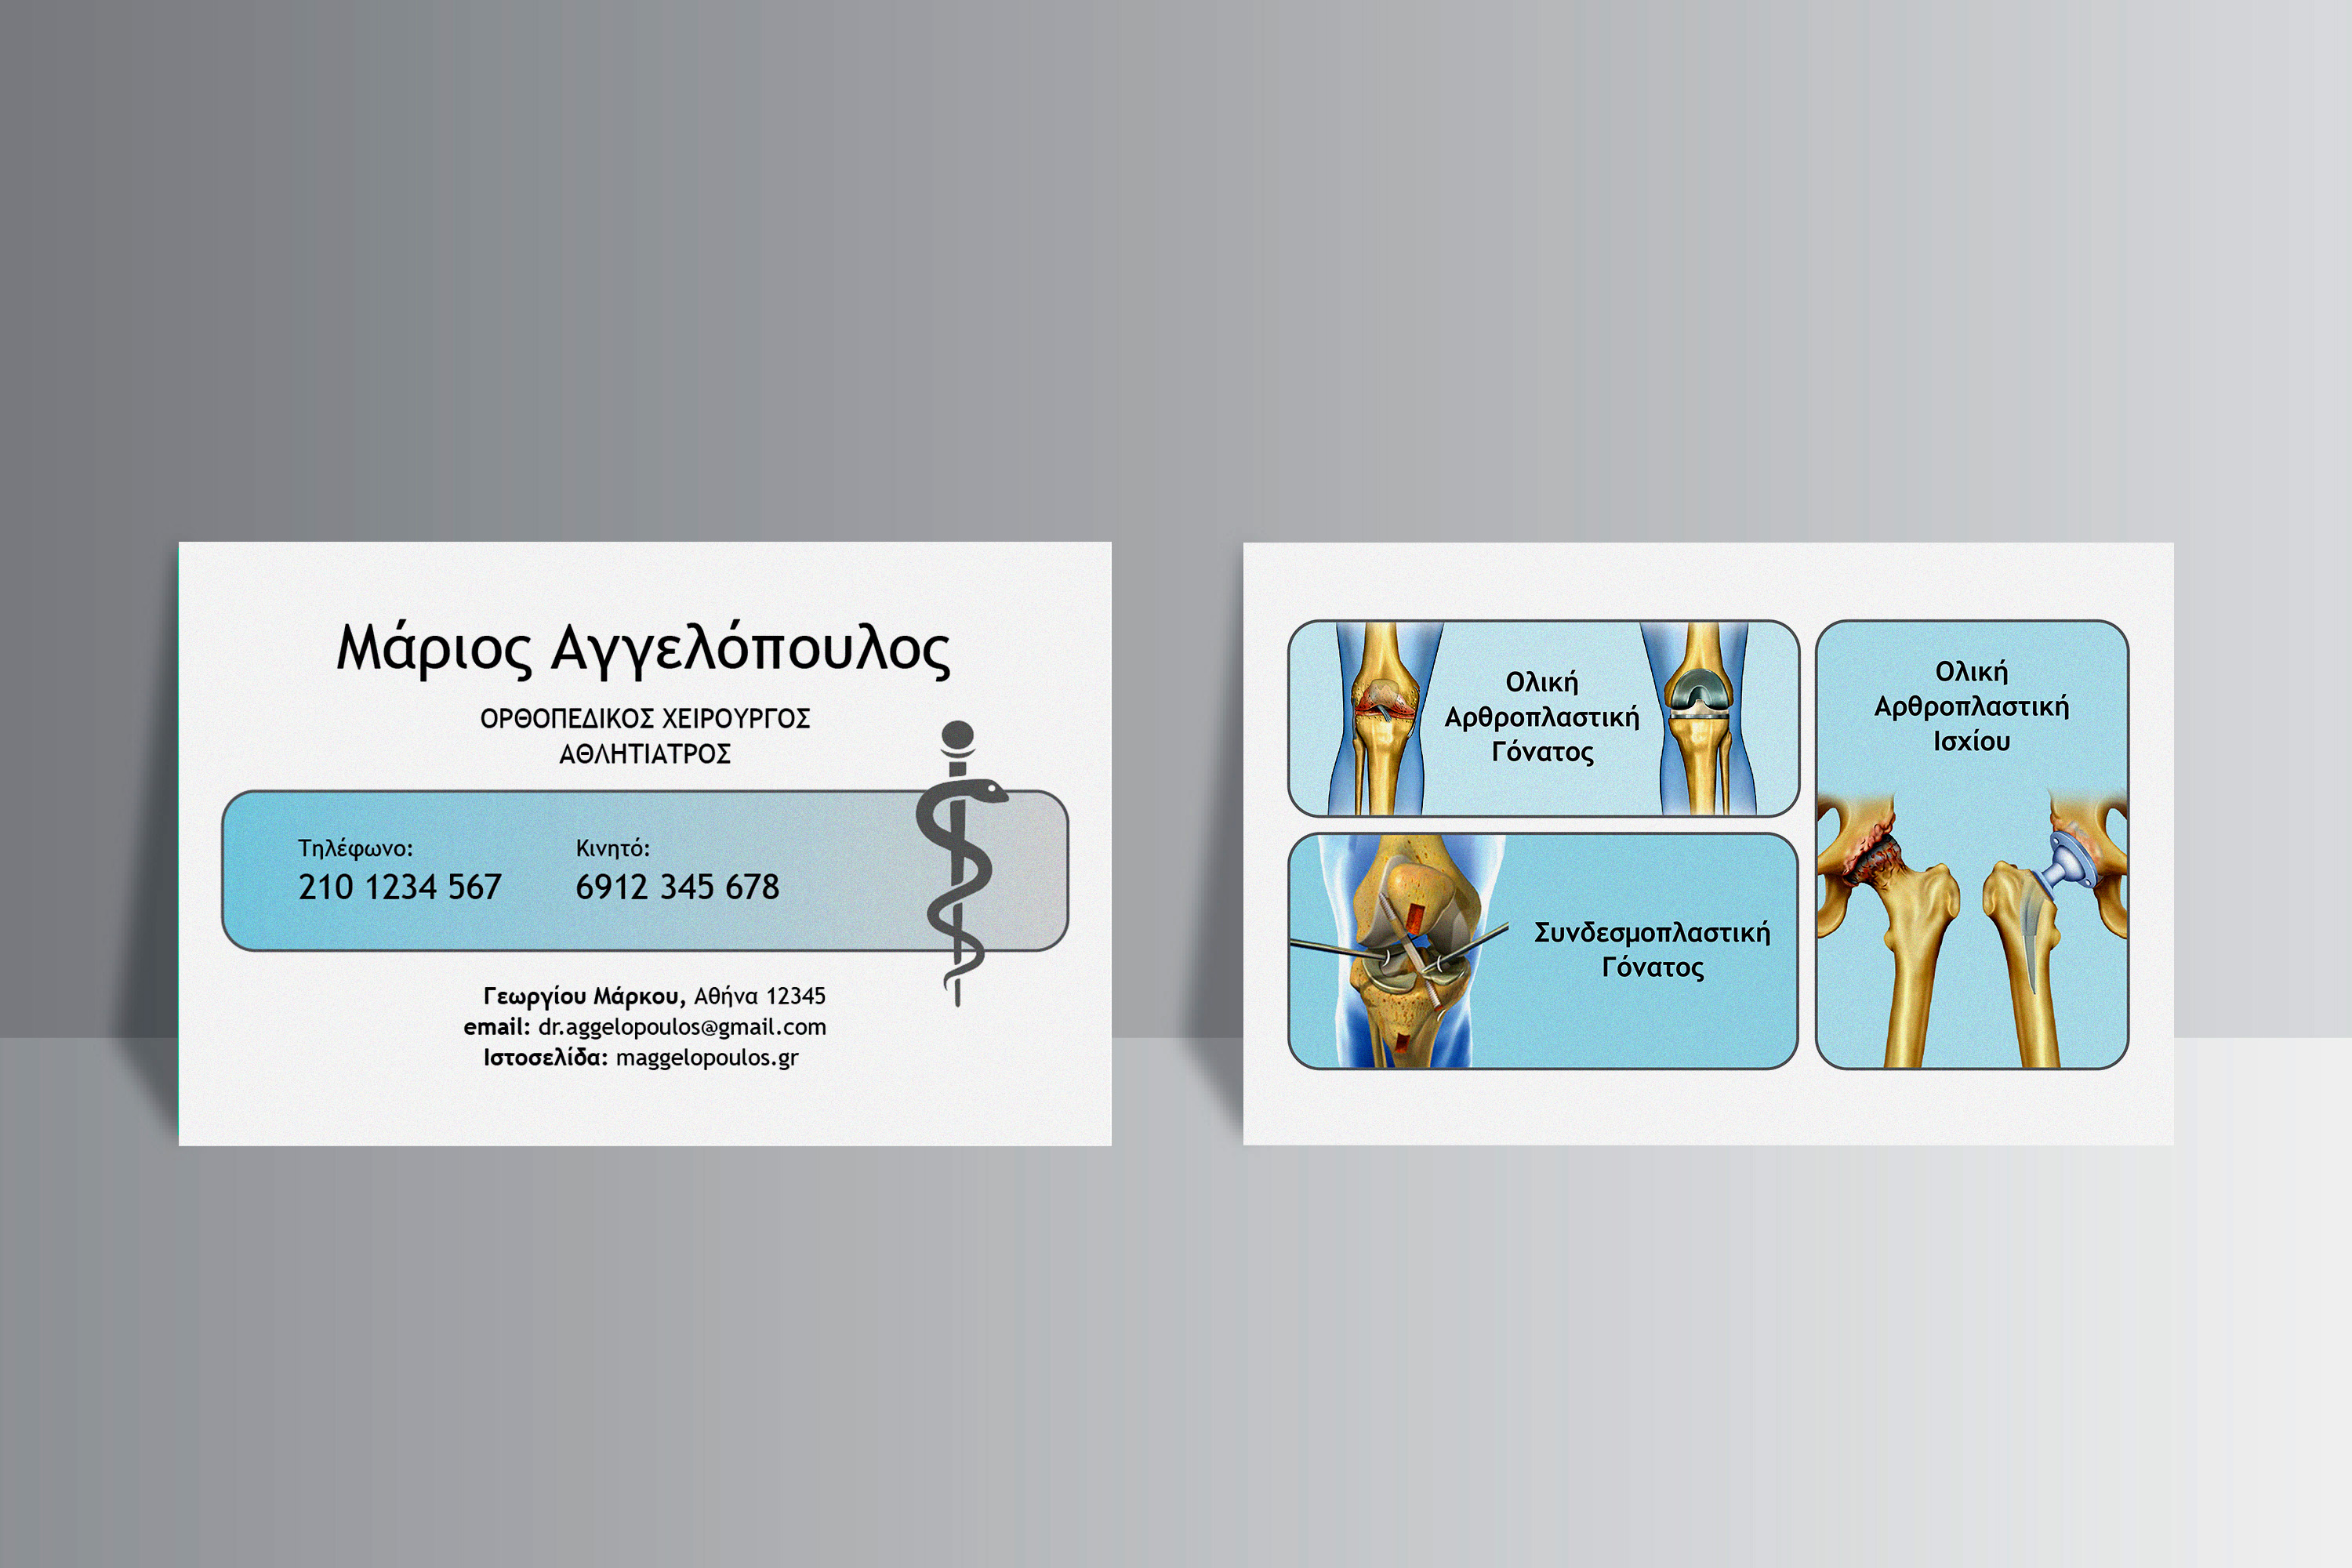 Μάριος Αγγελόπουλος
ΟΡΘΟΠΕΔΙΚΟΣ ΧΕΙΡΟΥΡΓΟΣ
ΑΘΛΗΤΙΑΤΡΟΣ
Τηλέφωνο:
210 1234 567
Κινητό:
6912 345 678
Γεωργίου Μάρκου, Αθήνα 12345
email: dr.aggelopoulos@gmail.com
Ιστοσελίδα: maggelopoulos.gr
Ολική
Αρθροπλαστική
Γόνατος
Συνδεσμοπλαστική
Γόνατος
Ολική
Αρθροπλαστική
Ισχίου